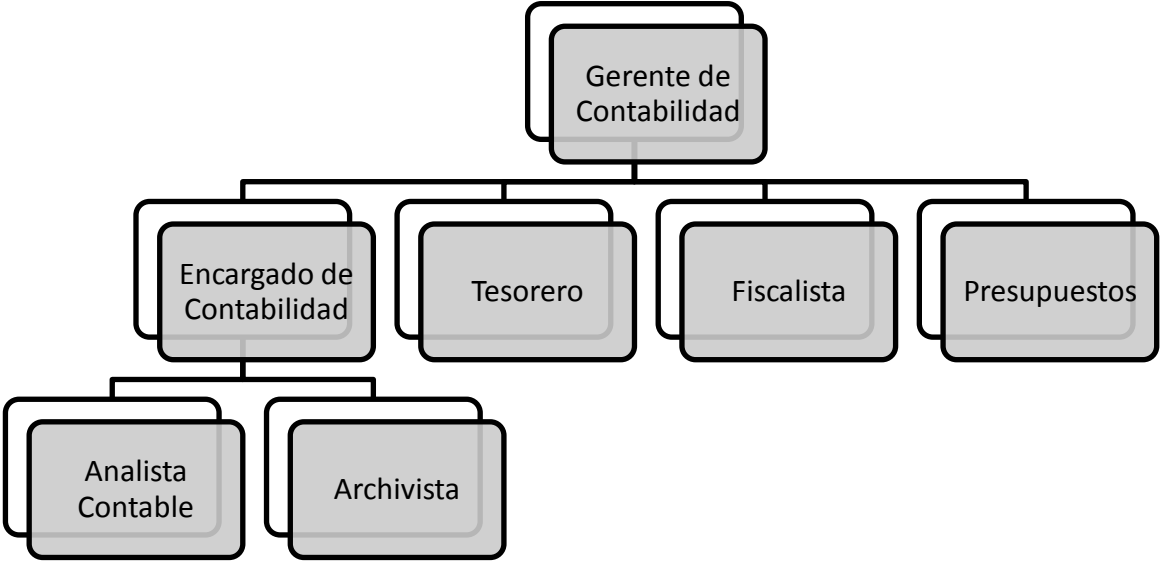 Gerente de
Contabilidad
Encargado de
Contabilidad
Tesorero
Fiscalista
Presupuestos
Analista
Contable
Archivista